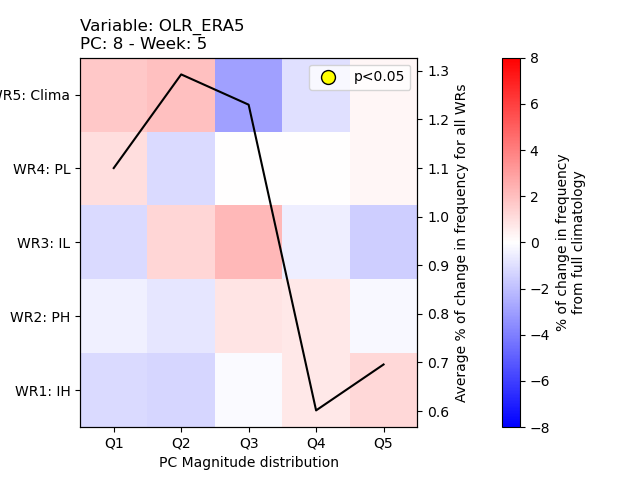 Variable: OLR_ERA5
PC: 8 - Week: 5
p<0.05
WR5: Clima
WR4: PL
WR3: IL
WR2: PH
WR1: IH
Q1 Q2 Q3 Q4 Q5
PC Magnitude distribution
1.3
1.2
1.1
1.0
0.9
0.8
0.7
0.6
Average % of change in frequency for all WRs
8
6
4
2
0
−2
−4
−6
−8
% of change in frequency
from full climatology